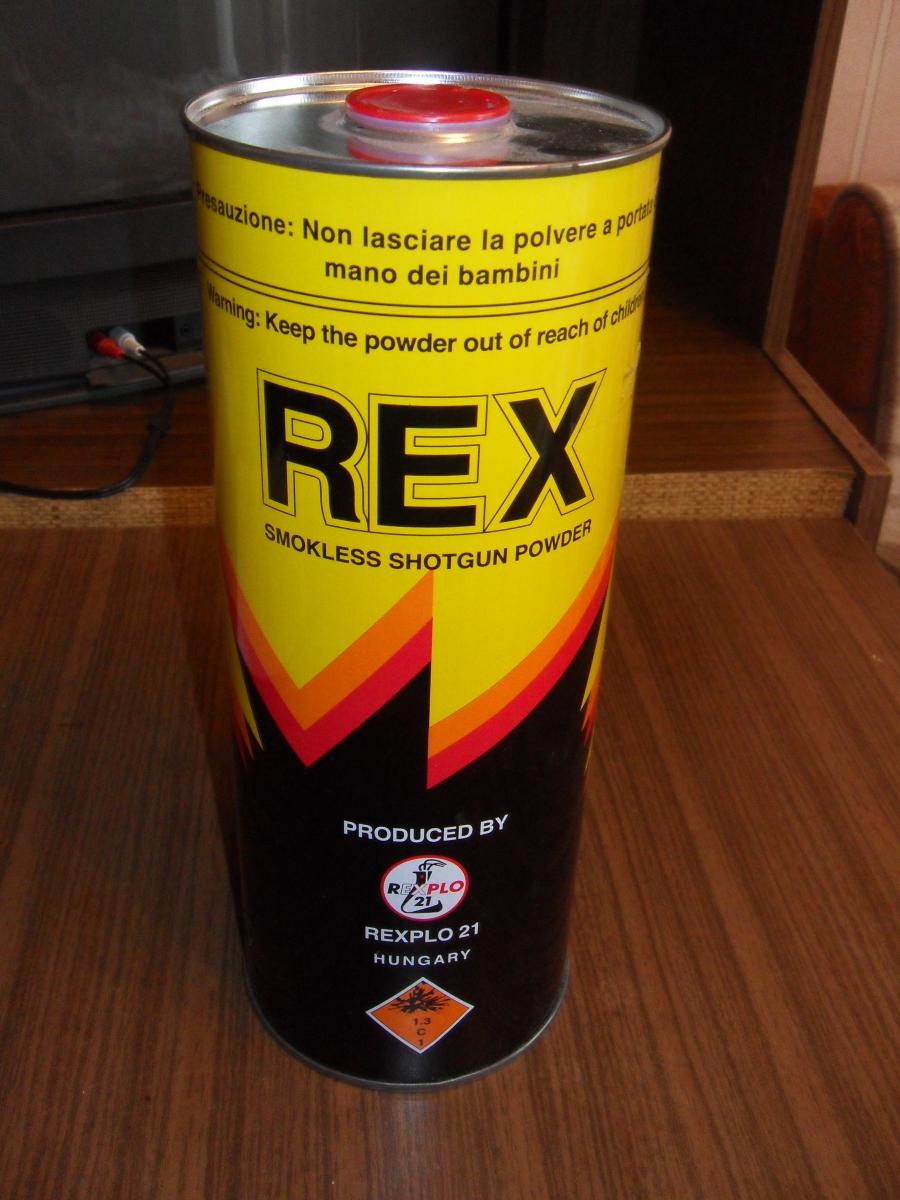 Presauzione: Non lasciare la polvere a portata
mano dei bambini
Warning: Keep the powder out of reach of children
REX
SMOKLESS SHOTGUN POWDER
PRODUCED BY
REXPLO
21
REXPLO 21
HUNGARY
1.3
C
1